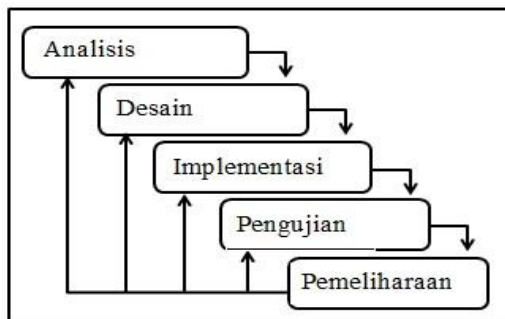 Analisis
Desain
Implementasi
Pengujian
Pemeliharaan